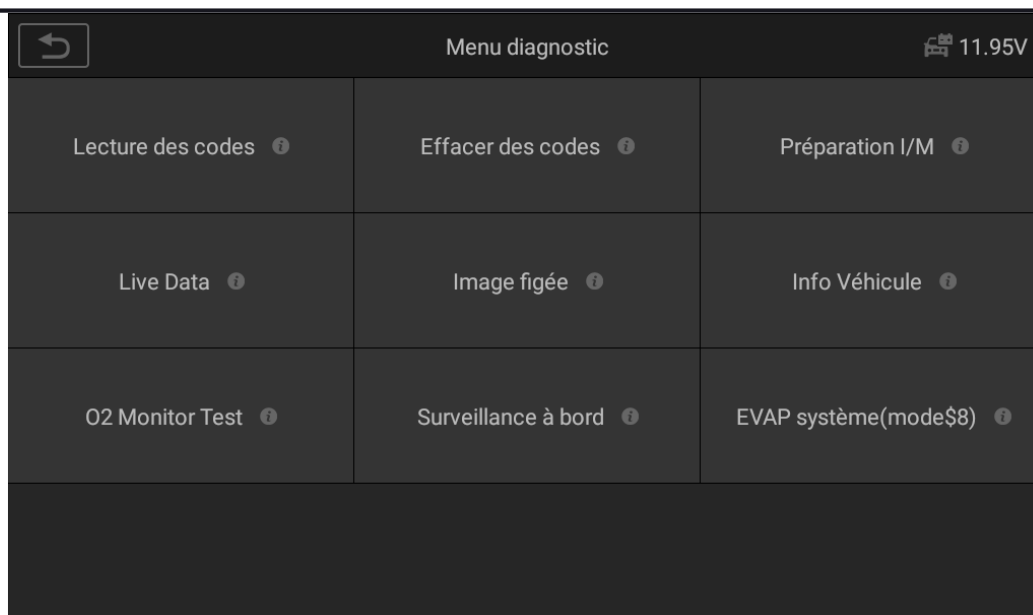 Menu diagnostic
11.95V
Lecture des codes
Effacer des codes
Préparation I/M
Live Data
Image figée
Info Véhicule
O2 Monitor Test
Surveillance à bord
EVAP système(mode$8)